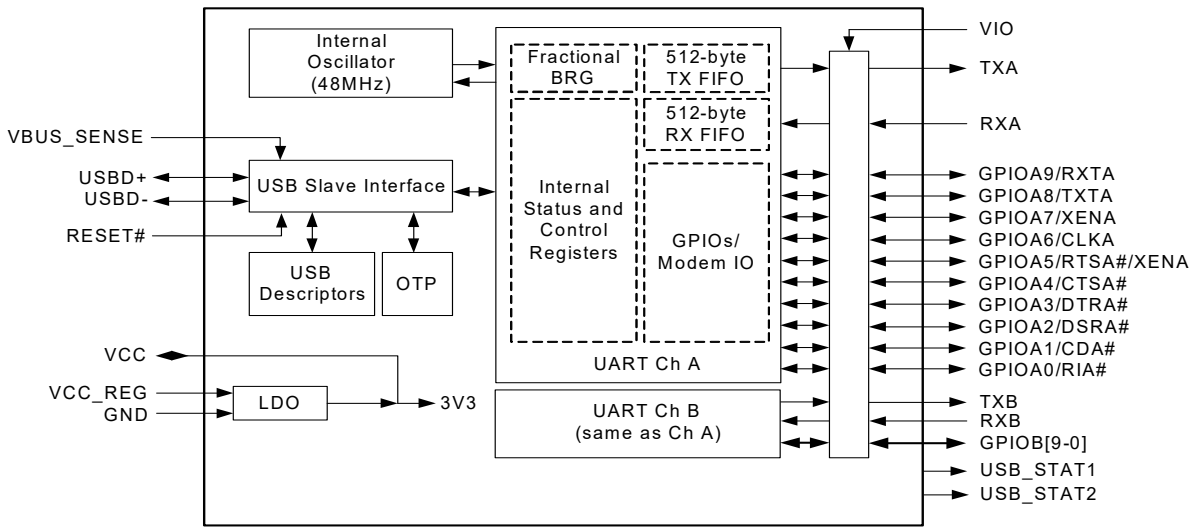 VIO
TXA
RXA
Internal
Oscillator
(48MHz)
Fractional
BRG
512-byte
TX FIFO
512-byte
RX FIFO
VBUS_SENSE
USBD+
USBD-
RESET#
USB Slave Interface
USB
Descriptors
OTP
Internal
Status and
Control
Registers
GPIOs/
Modem IO
UART Ch A
GPIOA9/RXTA
GPIOA8/TXTA
GPIOA7/XENA
GPIOA6/CLKA
GPIOA5/RTSA#/XENA
GPIOA4/CTSA#
GPIOA3/DTRA#
GPIOA2/DSRA#
GPIOA1/CDA#
GPIOA0/RIA#
VCC
VCC_REG
GND
LDO
3V3
UART Ch B
(same as Ch A)
TXB
RXB
GPIOB[9-0]
USB_STAT1
USB_STAT2